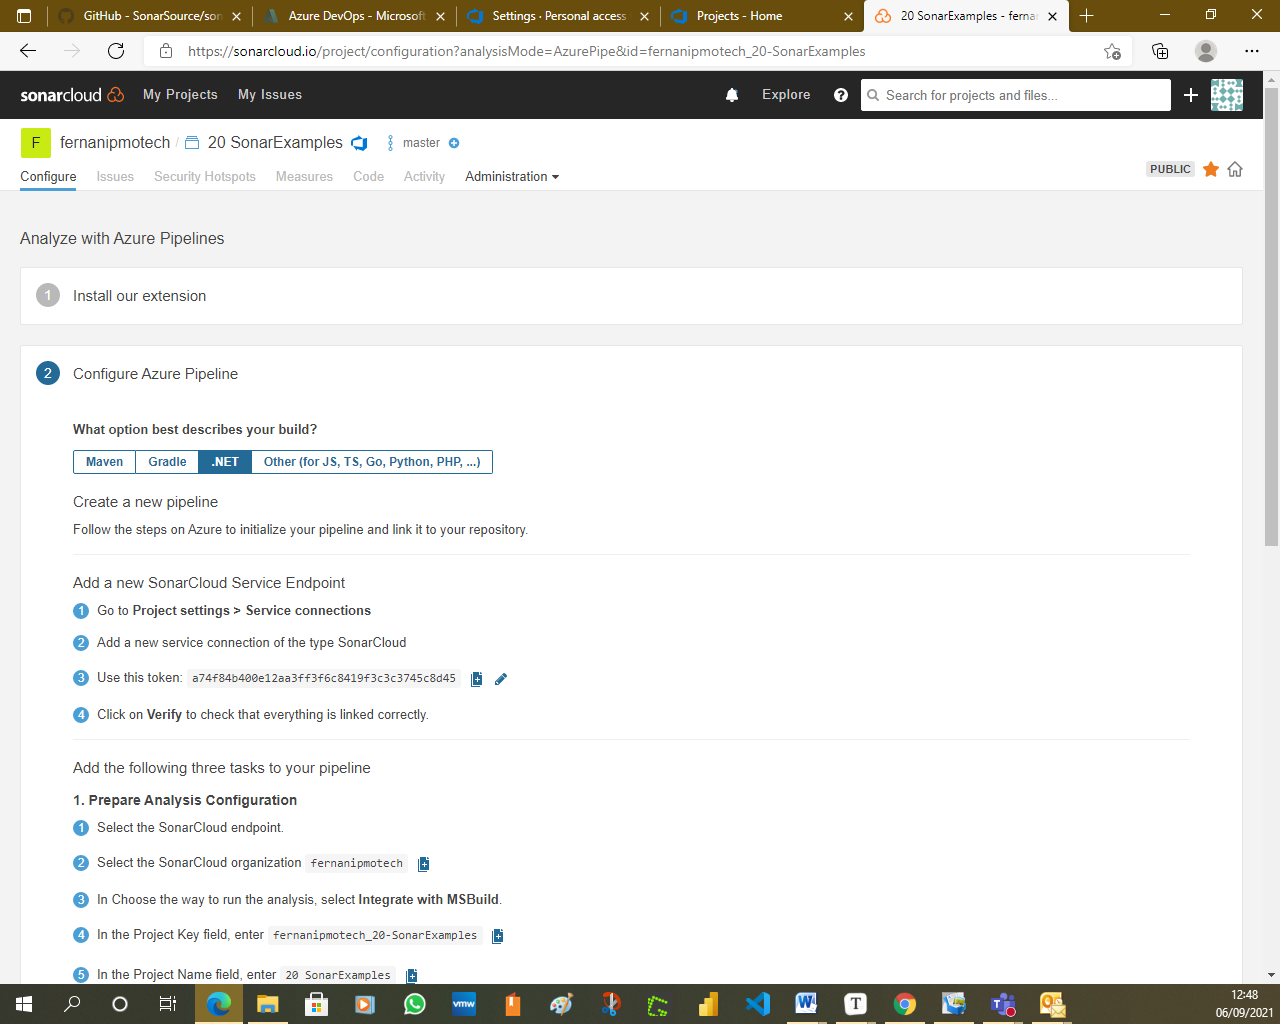 GitHub - SonarSource/son
Azure DevOps - Microsoft
Settings · Personal access
Projects - Home
20 SonarExamples - ferna
https://sonarcloud.io/project/configuration?analysisMode=AzurePipe&id=fernanipmotech_20-SonarExamples
sonarcloud My Projects My Issues Explore Search for projects and files...
F fernanipmotech / 20 SonarExamples master
Configure Issues Security Hotspots Measures Code Activity Administration PUBLIC
Analyze with Azure Pipelines
1 Install our extension
2 Configure Azure Pipeline
What option best describes your build?
Maven Gradle .NET Other (for JS, TS, Go, Python, PHP, ...)
Create a new pipeline
Follow the steps on Azure to initialize your pipeline and link it to your repository.
Add a new SonarCloud Service Endpoint
1 Go to Project settings > Service connections
2 Add a new service connection of the type SonarCloud
3 Use this token: a74f84b400e12aa3ff3f6c8419f3c3c3745c8d45
4 Click on Verify to check that everything is linked correctly.
Add the following three tasks to your pipeline
1. Prepare Analysis Configuration
1 Select the SonarCloud endpoint.
2 Select the SonarCloud organization fernanipmotech
3 In Choose the way to run the analysis, select Integrate with MSBuild.
4 In the Project Key field, enter fernanipmotech_20-SonarExamples
5 In the Project Name field, enter 20 SonarExamples
vmw
12:48
06/09/2021